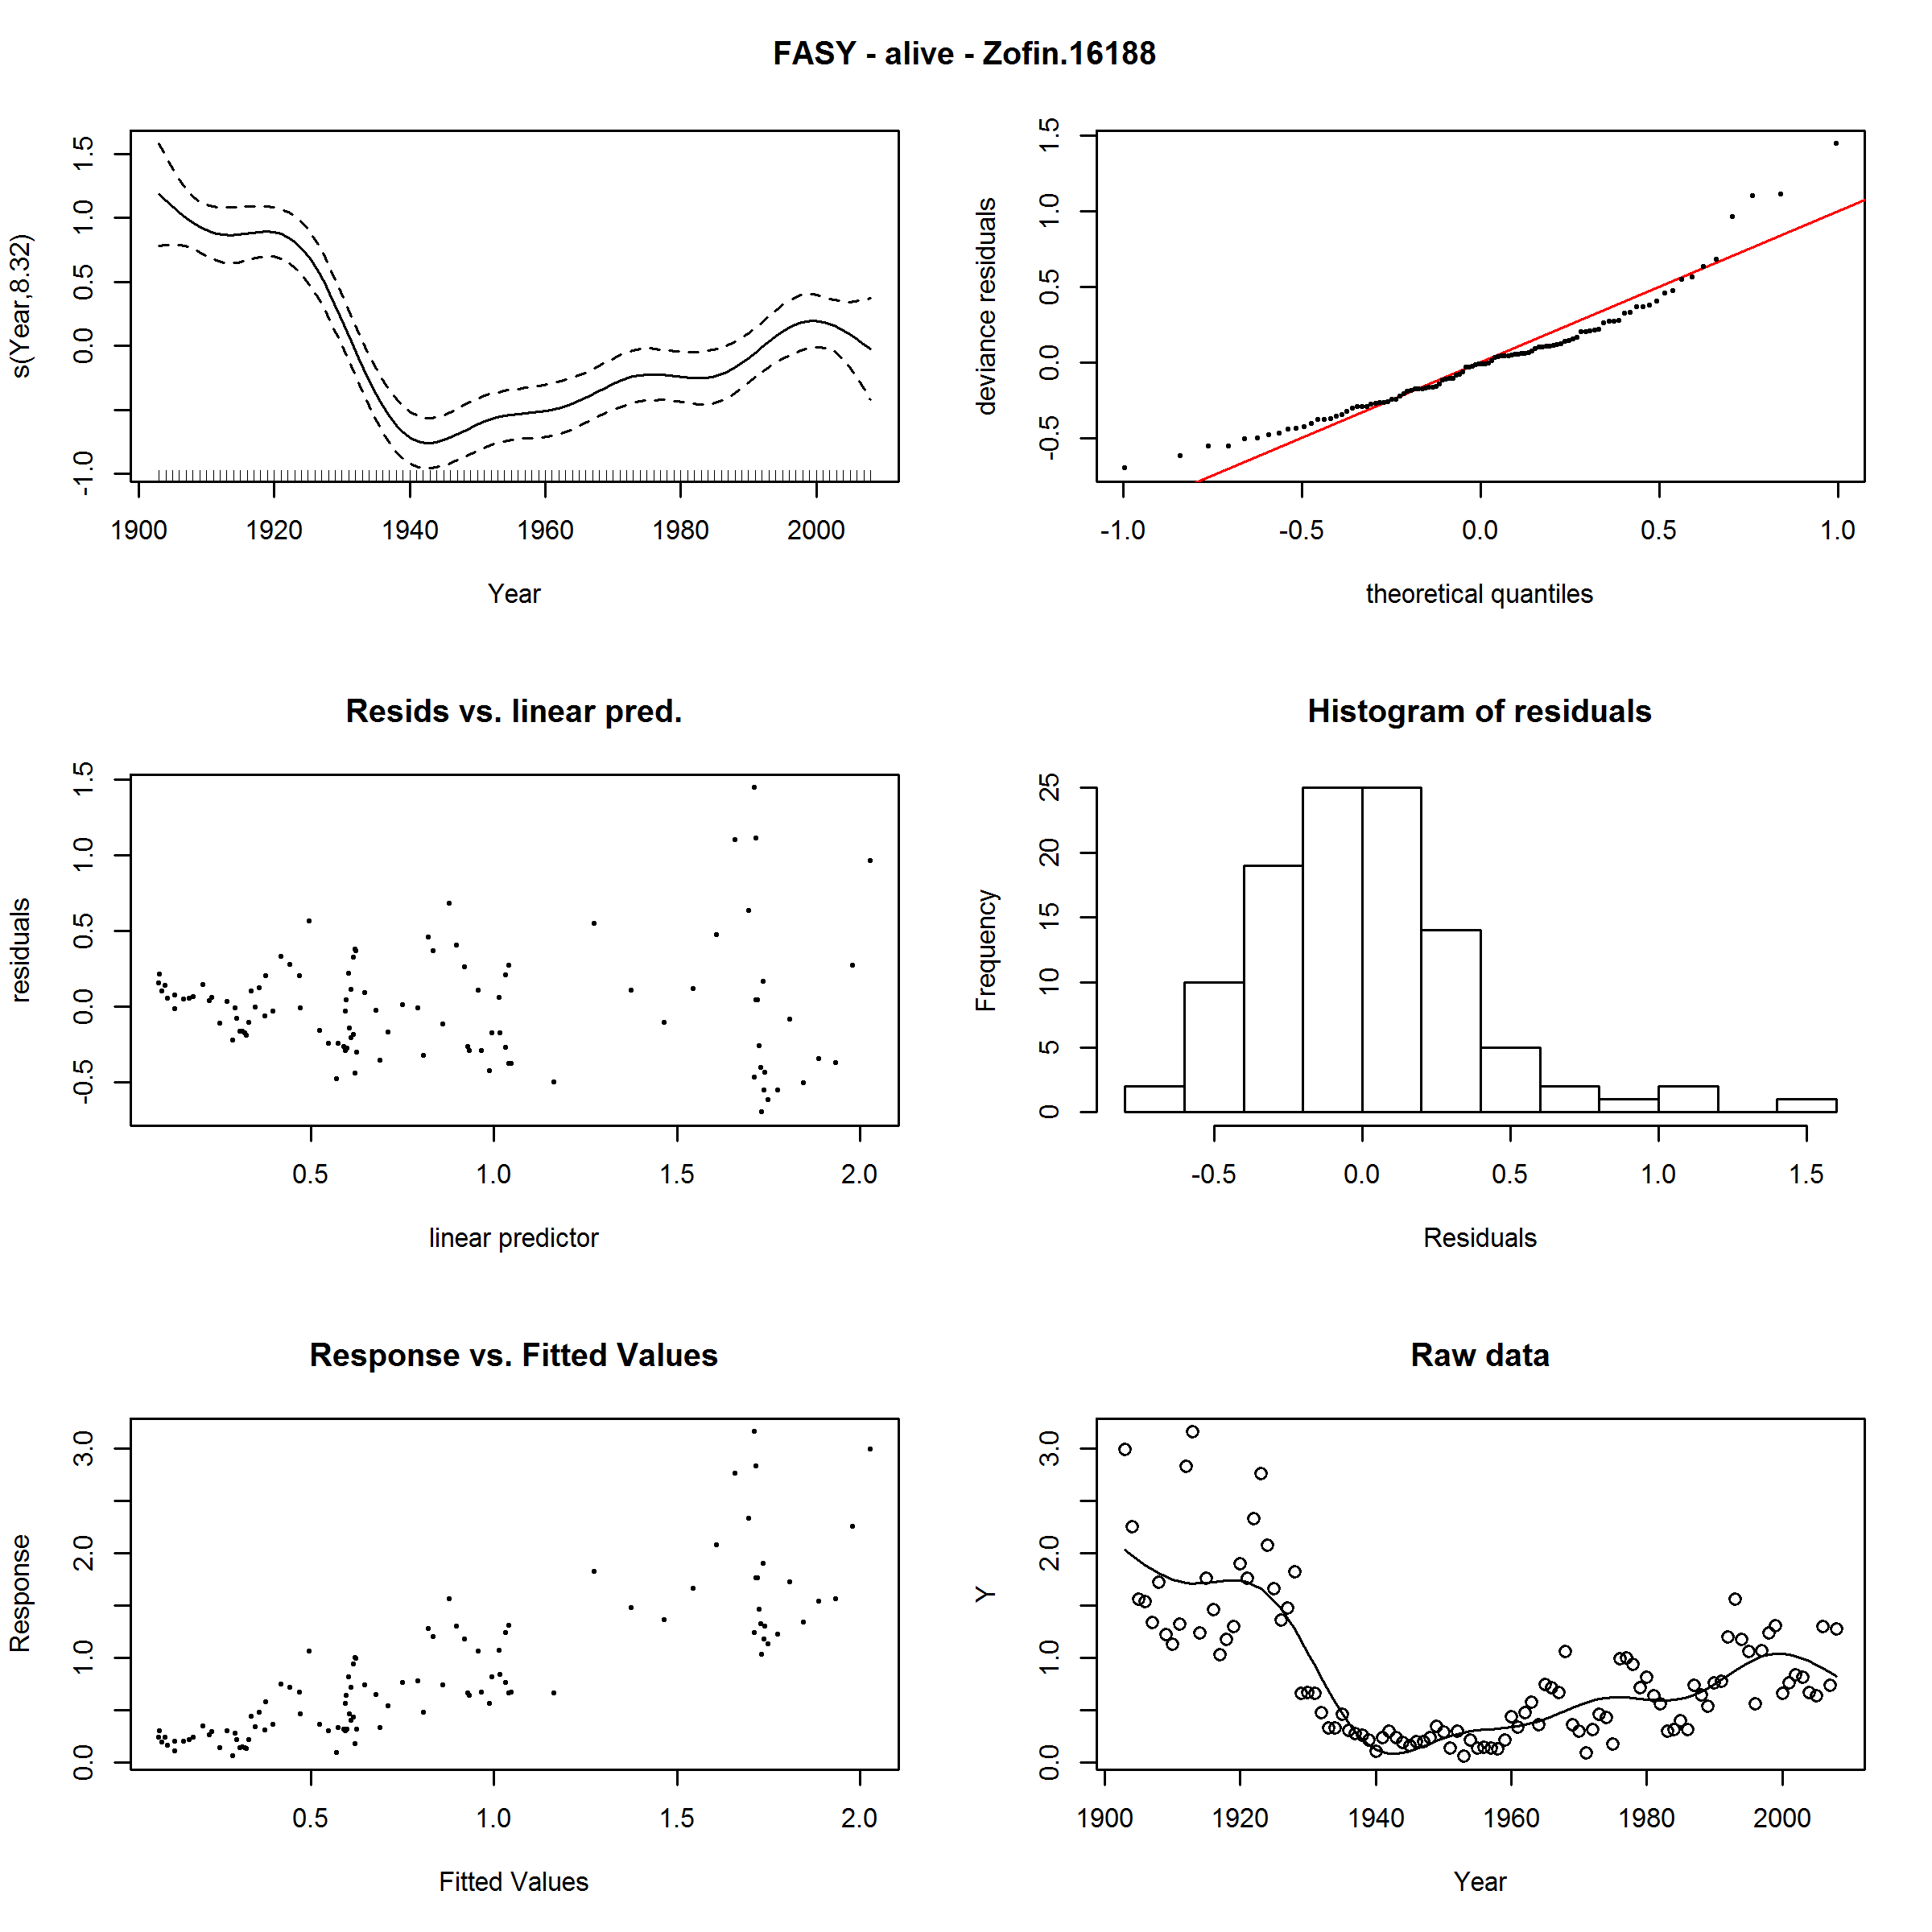 FASY - alive - Zofin.16188
s(Year,8.32)
-1.0 0.0 0.5 1.0 1.5
1900 1920 1940 1960 1980 2000
Year
deviance residuals
-0.5 0.0 0.5 1.0 1.5
-1.0 -0.5 0.0 0.5 1.0
theoretical quantiles
Resids vs. linear pred.
residuals
-0.5 0.0 0.5 1.0 1.5
0.5 1.0 1.5 2.0
linear predictor
Histogram of residuals
Frequency
0 5 10 15 20 25
-0.5 0.0 0.5 1.0 1.5
Residuals
Response vs. Fitted Values
Response
0.0 1.0 2.0 3.0
0.5 1.0 1.5 2.0
Fitted Values
Raw data
Y
0.0 1.0 2.0 3.0
1900 1920 1940 1960 1980 2000
Year